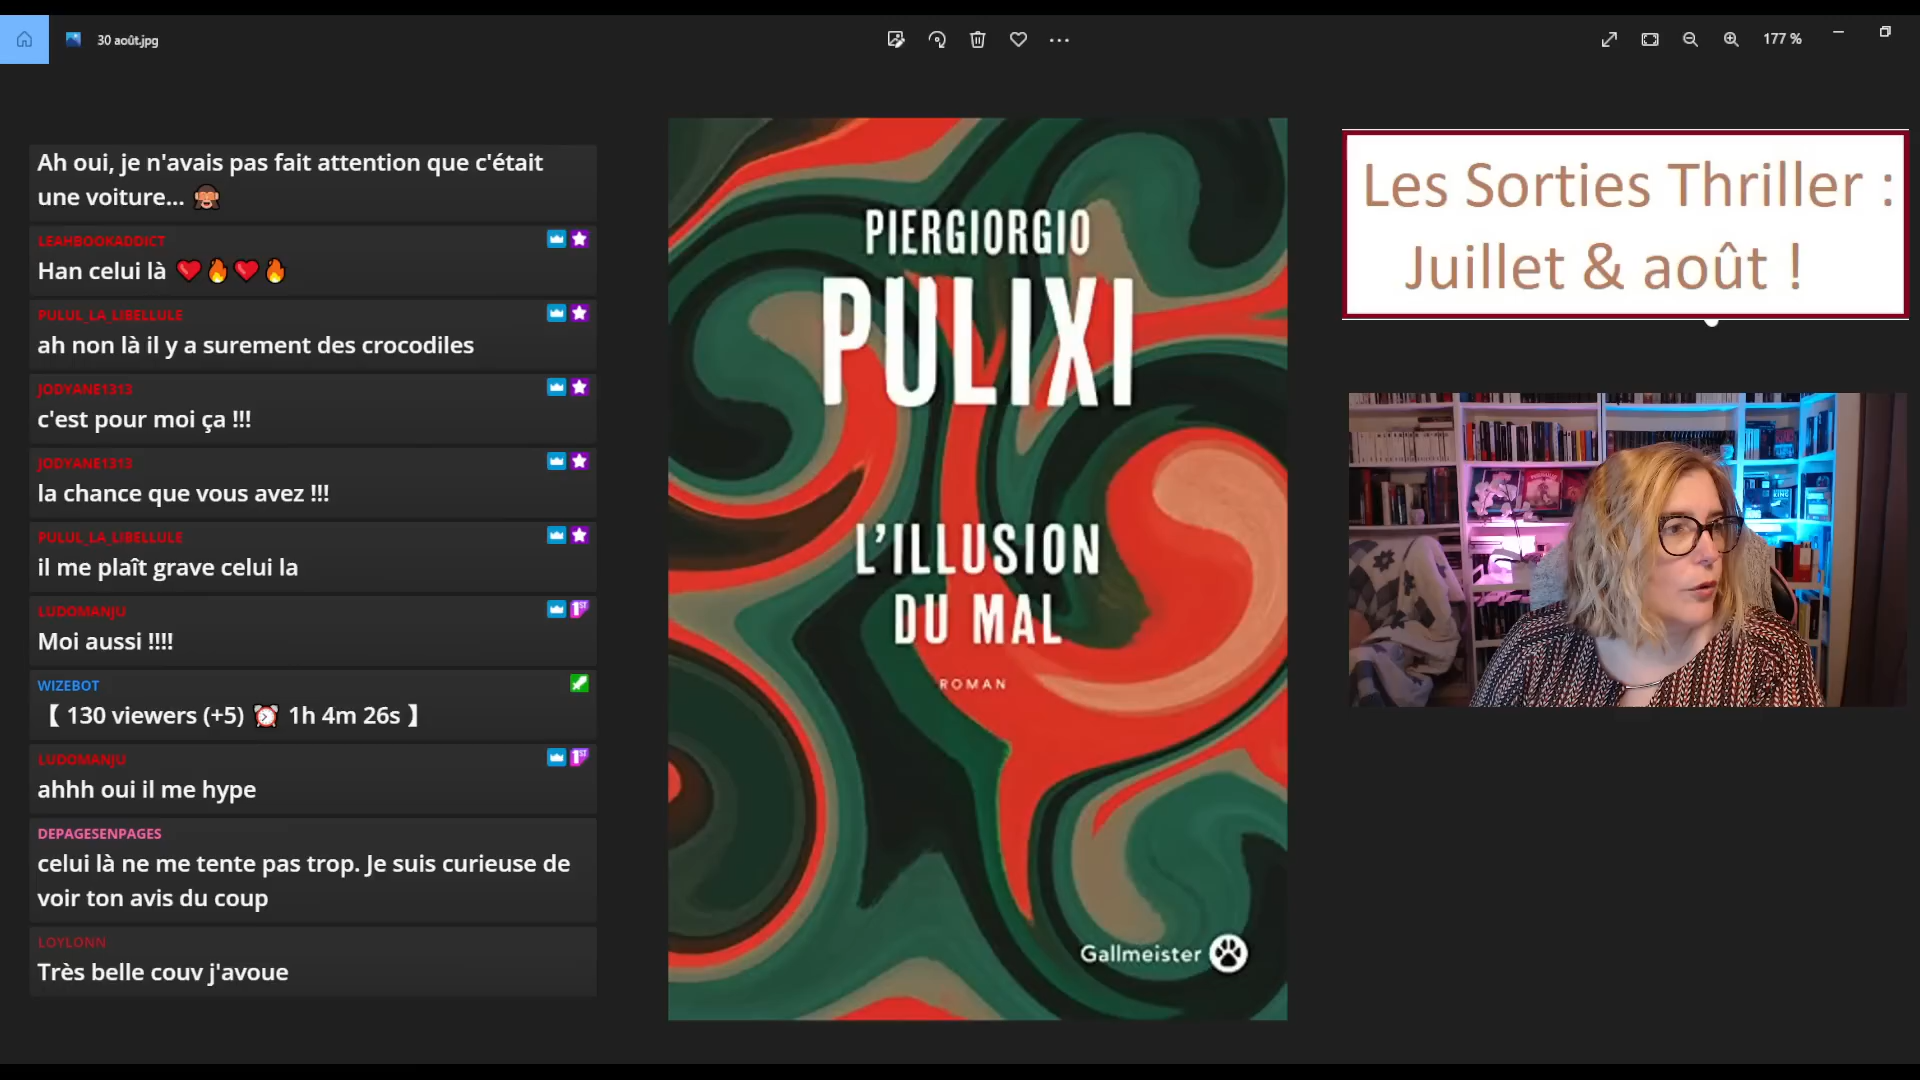 30 août.jpg
177 %
Ah oui, je n'avais pas fait attention que c'était
une voiture... 🙈
LEAHBOOKADDICT
Han celui là ❤️🔥❤️🔥
PULUL_LA_LIBELLULE
ah non là il y a surement des crocodiles
JODYANE1313
c'est pour moi ça !!!
JODYANE1313
la chance que vous avez !!!
PULUL_LA_LIBELLULE
il me plaît grave celui la
LUDOMANJU
1ST
Moi aussi !!!!
WIZEBOT
【 130 viewers (+5) ⏰ 1h 4m 26s 】
LUDOMANJU
1ST
ahhh oui il me hype
DEPAGESENPAGES
celui là ne me tente pas trop. Je suis curieuse de
voir ton avis du coup
LOYLONN
Très belle couv j'avoue
PIERGIORGIO
PULIXI
L'ILLUSION
DU MAL
ROMAN
Gallmeister
Les Sorties Thriller :
Juillet & août !
KING